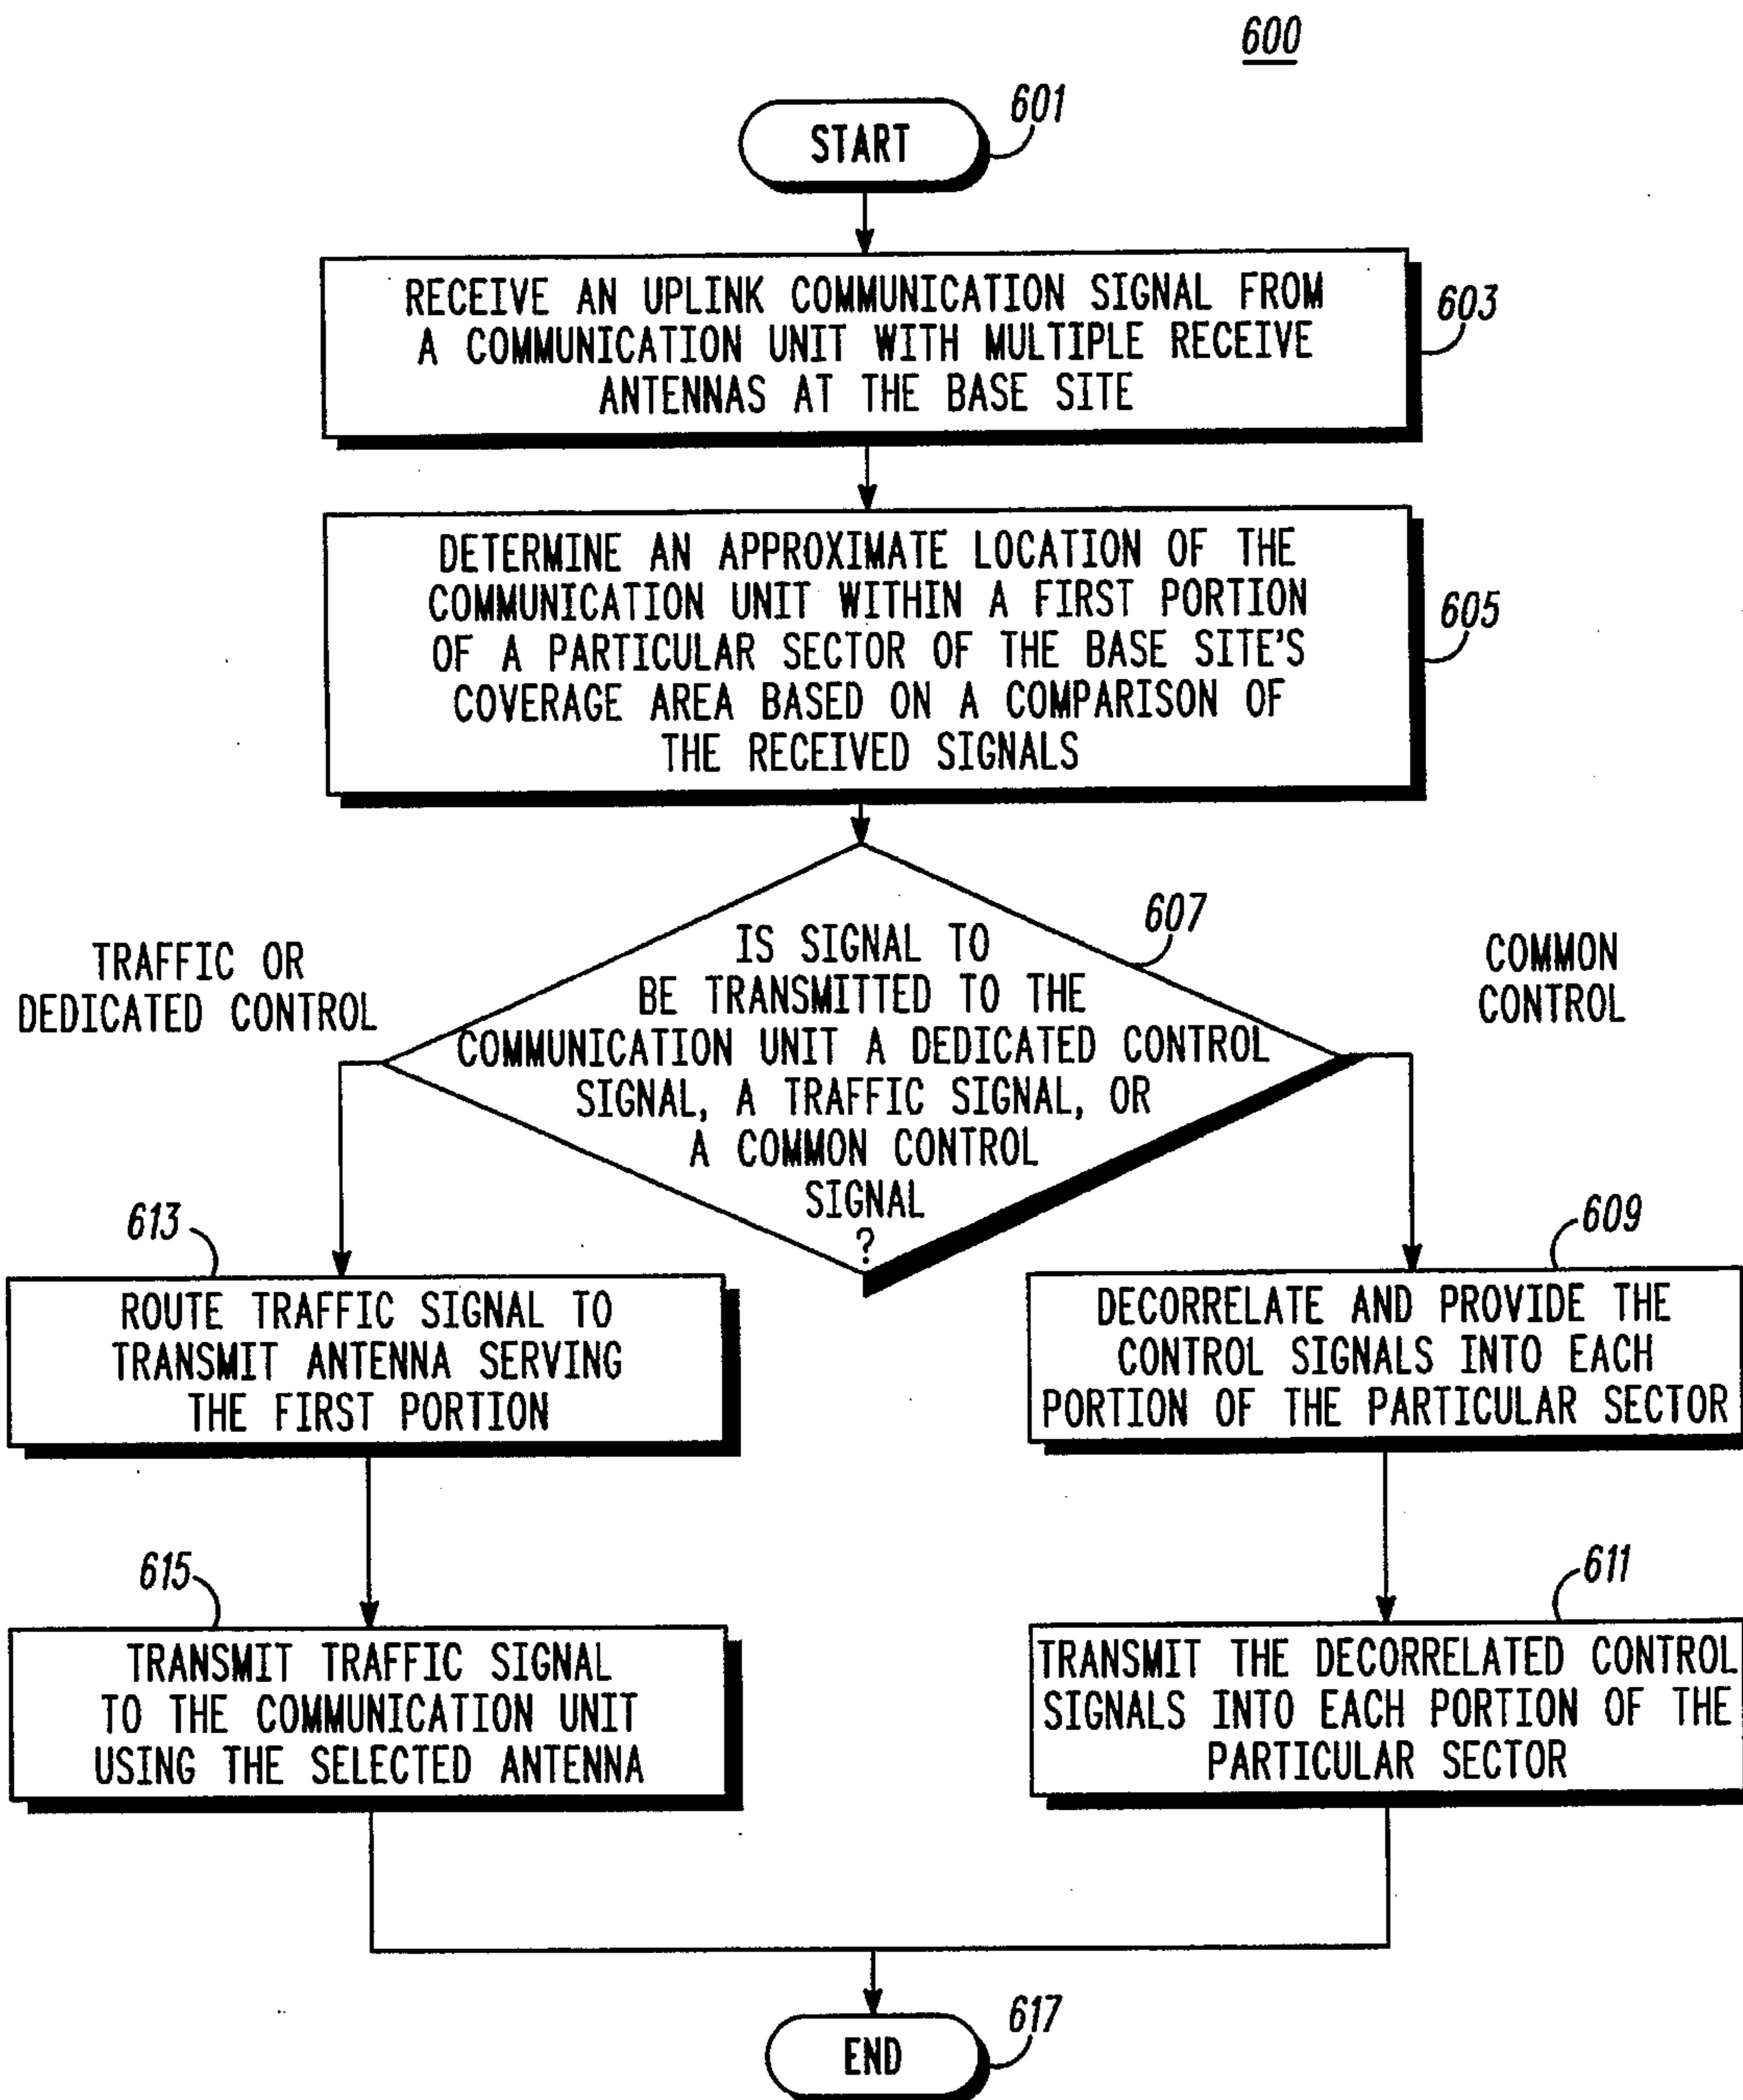 600
START
601
RECEIVE AN UPLINK COMMUNICATION SIGNAL FROM
A COMMUNICATION UNIT WITH MULTIPLE RECEIVE
ANTENNAS AT THE BASE SITE
603
DETERMINE AN APPROXIMATE LOCATION OF THE
COMMUNICATION UNIT WITHIN A FIRST PORTION
OF A PARTICULAR SECTOR OF THE BASE SITE'S
COVERAGE AREA BASED ON A COMPARISON OF
THE RECEIVED SIGNALS
605
TRAFFIC OR
DEDICATED CONTROL
IS SIGNAL TO
BE TRANSMITTED TO THE
COMMUNICATION UNIT A DEDICATED CONTROL
SIGNAL, A TRAFFIC SIGNAL, OR
A COMMON CONTROL
SIGNAL
?
607
COMMON
CONTROL
613
ROUTE TRAFFIC SIGNAL TO
TRANSMIT ANTENNA SERVING
THE FIRST PORTION
609
DECORRELATE AND PROVIDE THE
CONTROL SIGNALS INTO EACH
PORTION OF THE PARTICULAR SECTOR
615
TRANSMIT TRAFFIC SIGNAL
TO THE COMMUNICATION UNIT
USING THE SELECTED ANTENNA
611
TRANSMIT THE DECORRELATED CONTROL
SIGNALS INTO EACH PORTION OF THE
PARTICULAR SECTOR
END
617